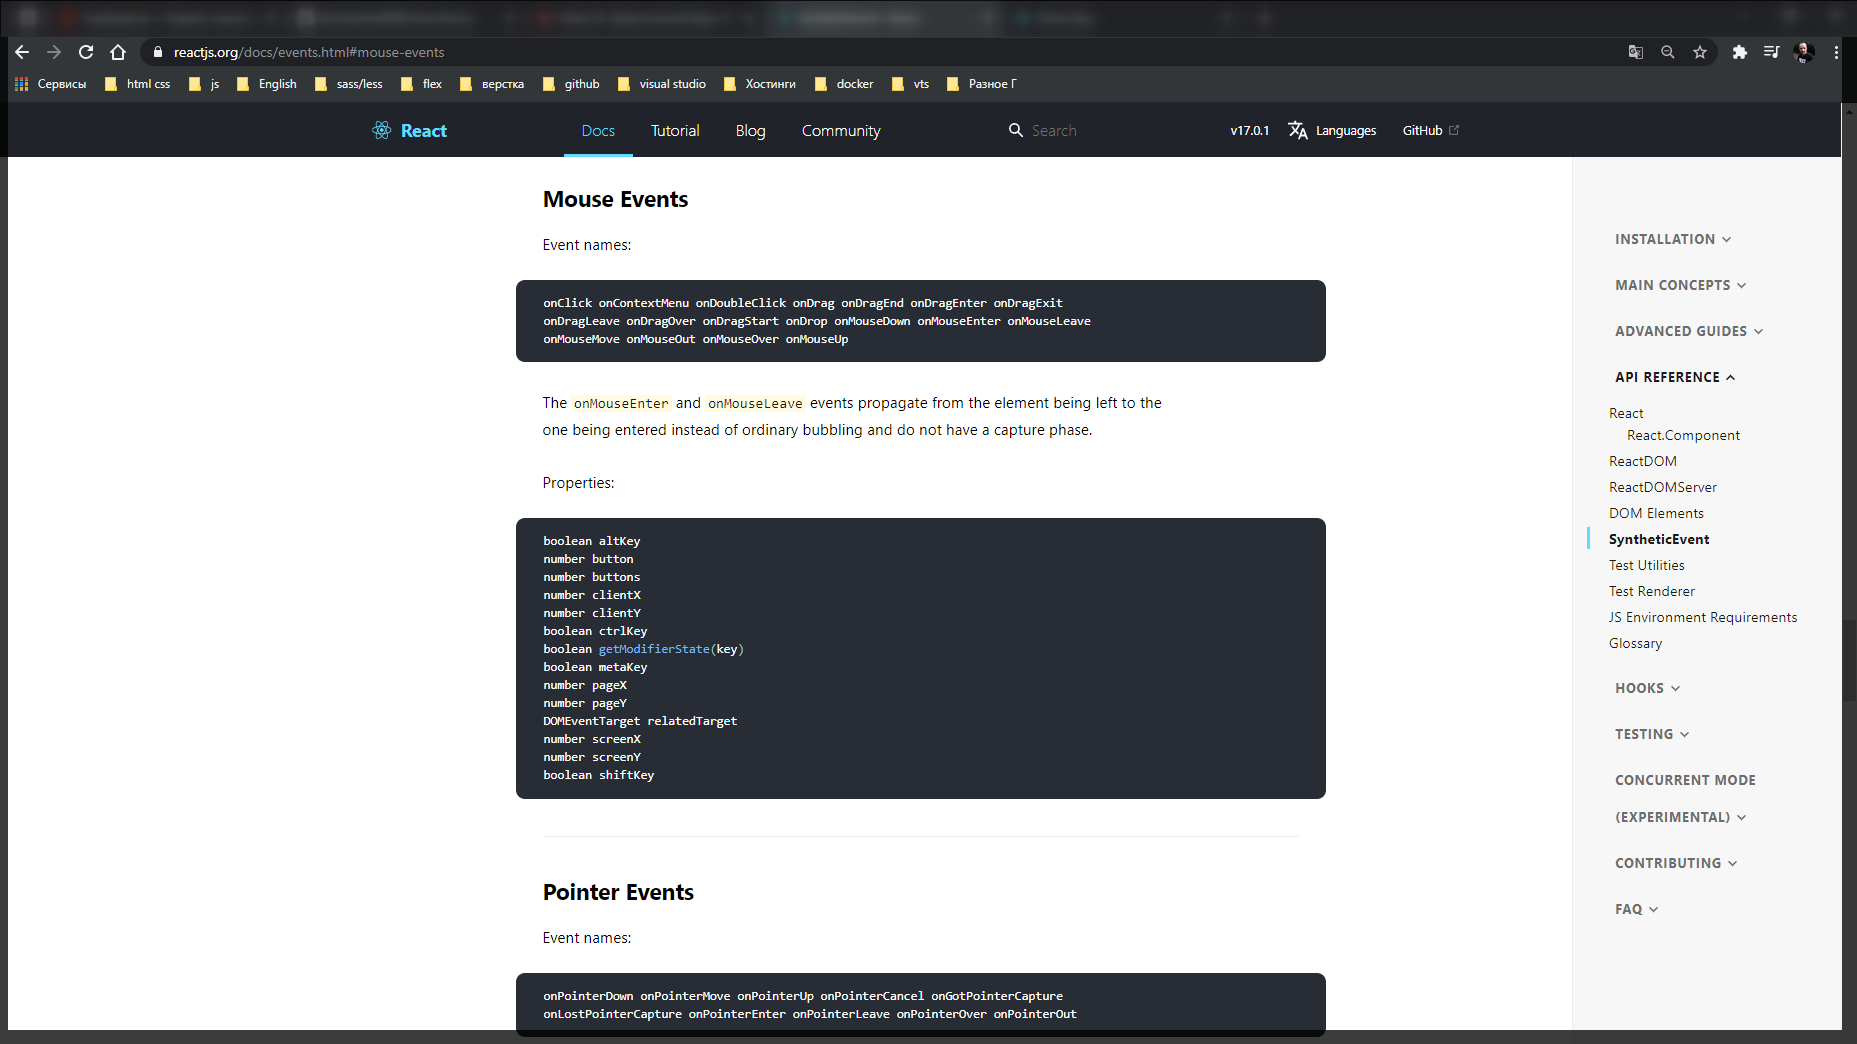 reactjs.org/docs/events.html#mouse-events
Сервисы html css js English sass/less flex верстка github visual studio Хостинги docker vts Разное Г
React Docs Tutorial Blog Community Search v17.0.1 Languages GitHub
Mouse Events
Event names:
onClick onContextMenu onDoubleClick onDrag onDragEnd onDragEnter onDragExit
onDragLeave onDragOver onDragStart onDrop onMouseDown onMouseEnter onMouseLeave
onMouseMove onMouseOut onMouseOver onMouseUp
The onMouseEnter and onMouseLeave events propagate from the element being left to the
one being entered instead of ordinary bubbling and do not have a capture phase.
Properties:
boolean altKey
number button
number buttons
number clientX
number clientY
boolean ctrlKey
boolean getModifierState(key)
boolean metaKey
number pageX
number pageY
DOMEventTarget relatedTarget
number screenX
number screenY
boolean shiftKey
Pointer Events
Event names:
onPointerDown onPointerMove onPointerUp onPointerCancel onGotPointerCapture
onLostPointerCapture onPointerEnter onPointerLeave onPointerOver onPointerOut
INSTALLATION
MAIN CONCEPTS
ADVANCED GUIDES
API REFERENCE
React
React.Component
ReactDOM
ReactDOMServer
DOM Elements
SyntheticEvent
Test Utilities
Test Renderer
JS Environment Requirements
Glossary
HOOKS
TESTING
CONCURRENT MODE
(EXPERIMENTAL)
CONTRIBUTING
FAQ